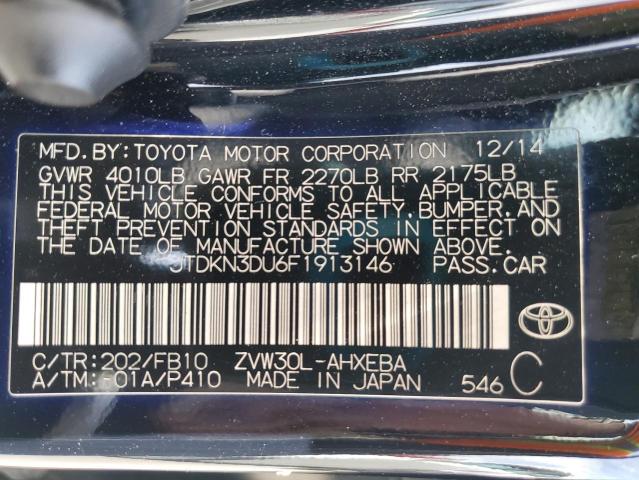 MFD.BY:TOYOTA MOTOR CORPORATION 12/14
GVWR 4010LB GAWR FR 2270LB RR 2175LB
THIS VEHICLE CONFORMS TO ALL APPLICABLE
FEDERAL MOTOR VEHICLE SAFETY,BUMPER,AND
THEFT PREVENTION STANDARDS IN EFFECT ON
THE DATE OF MANUFACTURE SHOWN ABOVE.
JTDKN3DU6F1913146 PASS.CAR
C/TR:202/FB10 ZVW30L-AHXEBA
A/TM:-01A/P410 MADE IN JAPAN 546 C